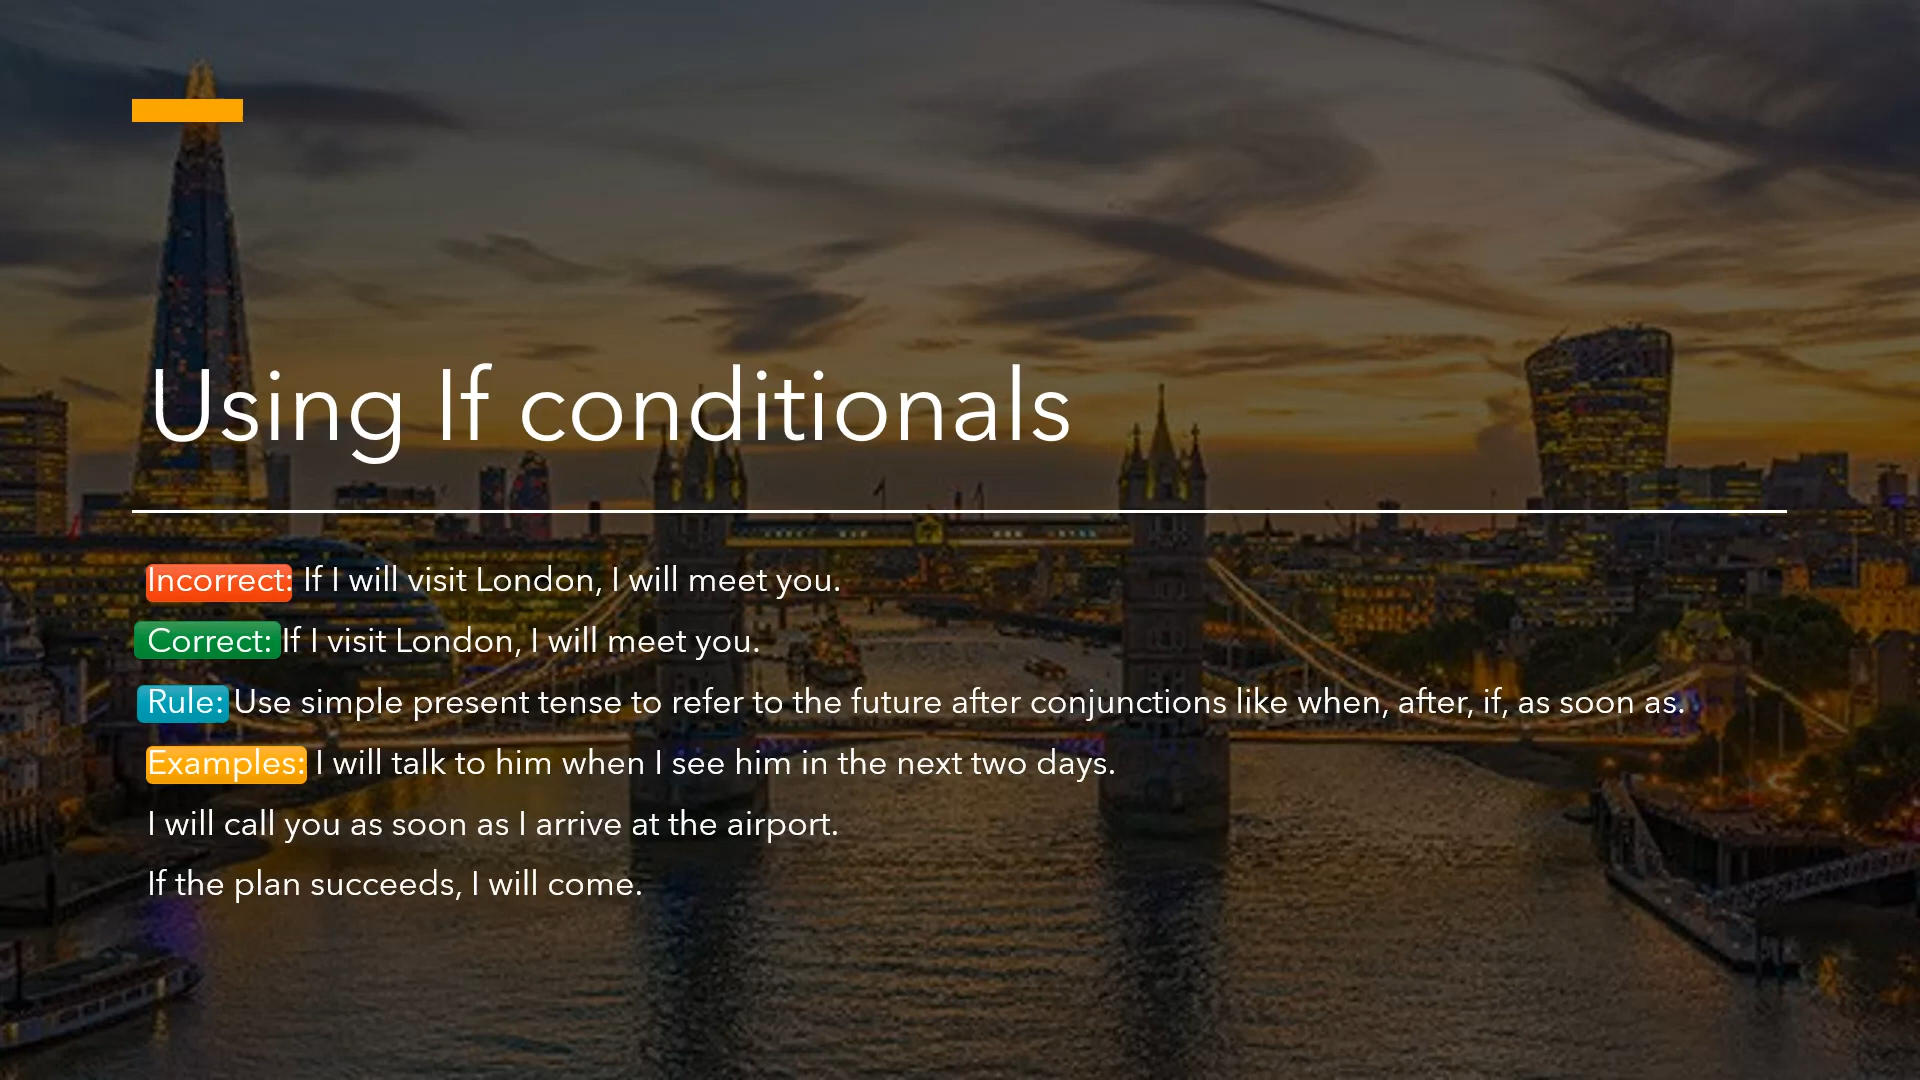 Using If conditionals
Incorrect: If I will visit London, I will meet you.
Correct: If I visit London, I will meet you.
Rule: Use simple present tense to refer to the future after conjunctions like when, after, if, as soon as.
Examples: I will talk to him when I see him in the next two days.
I will call you as soon as I arrive at the airport.
If the plan succeeds, I will come.